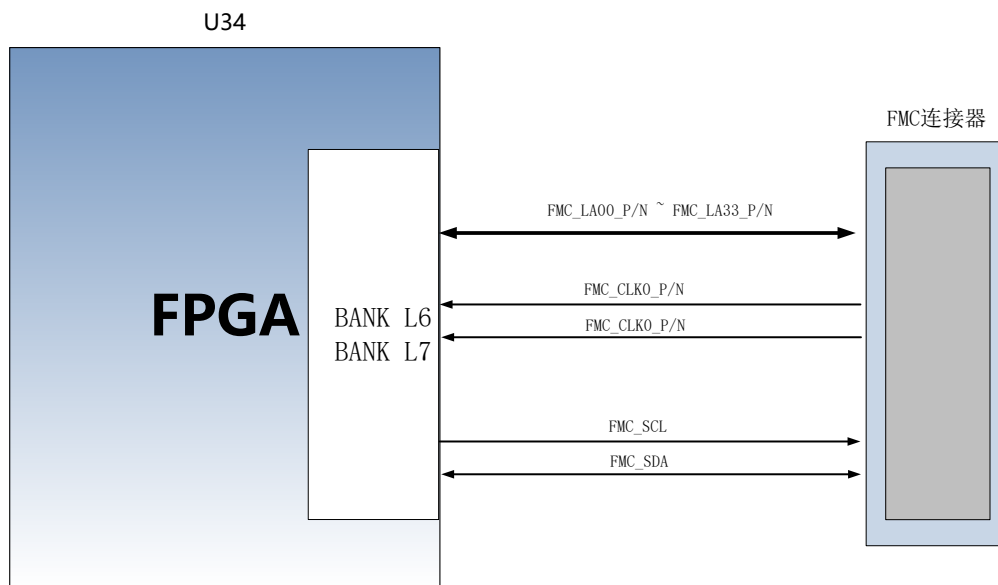 U34
FMC连接器
FMC_LA00_P/N ~ FMC_LA33_P/N
FMC_CLK0_P/N
FPGA
BANK L6
FMC_CLK0_P/N
BANK L7
FMC_SCL
FMC_SDA